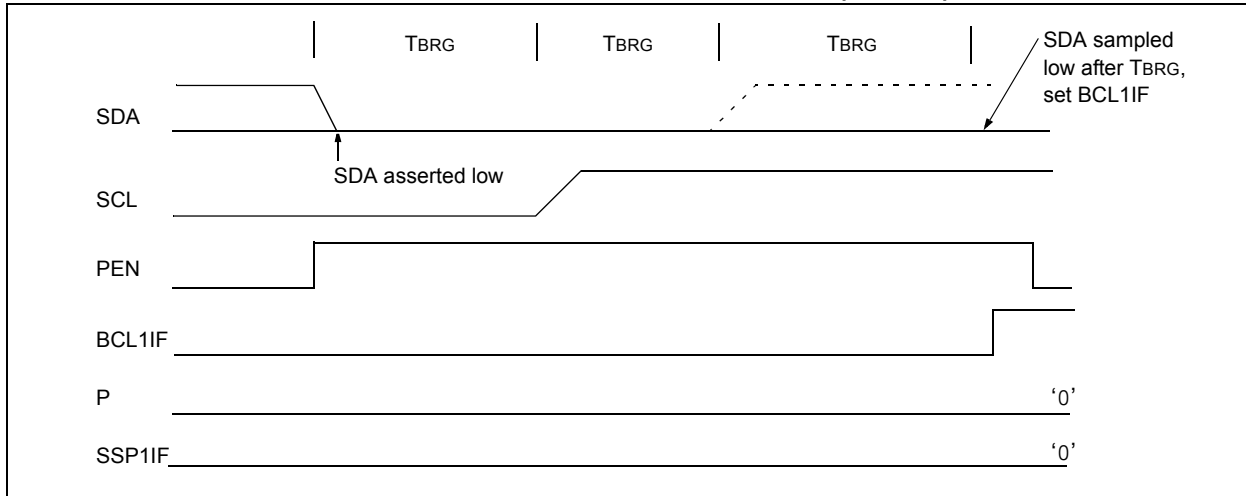 TBRG
TBRG
TBRG
SDA sampled
low after TBRG,
set BCL1IF
SDA
SDA asserted low
SCL
PEN
BCL1IF
P
‘0’
SSP1IF
‘0’